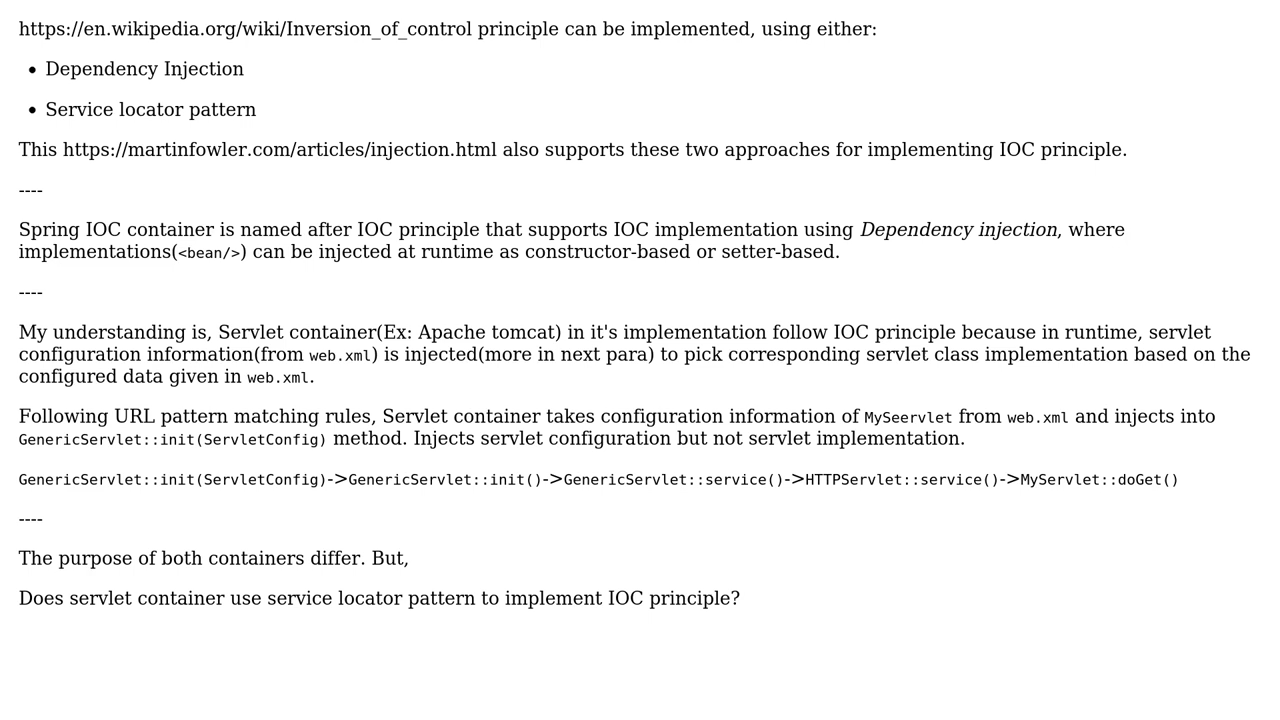 https://en.wikipedia.org/wiki/Inversion_of_control principle can be implemented, using either:
• Dependency Injection
• Service locator pattern
This https://martinfowler.com/articles/injection.html also supports these two approaches for implementing IOC principle.
----
Spring IOC container is named after IOC principle that supports IOC implementation using Dependency injection, where
implementations(<bean/>) can be injected at runtime as constructor-based or setter-based.
----
My understanding is, Servlet container(Ex: Apache tomcat) in it's implementation follow IOC principle because in runtime, servlet
configuration information(from web.xml) is injected(more in next para) to pick corresponding servlet class implementation based on the
configured data given in web.xml.
Following URL pattern matching rules, Servlet container takes configuration information of MySeervlet from web.xml and injects into
GenericServlet::init(ServletConfig) method. Injects servlet configuration but not servlet implementation.
GenericServlet::init(ServletConfig)->GenericServlet::init()->GenericServlet::service()->HTTPServlet::service()->MyServlet::doGet()
----
The purpose of both containers differ. But,
Does servlet container use service locator pattern to implement IOC principle?